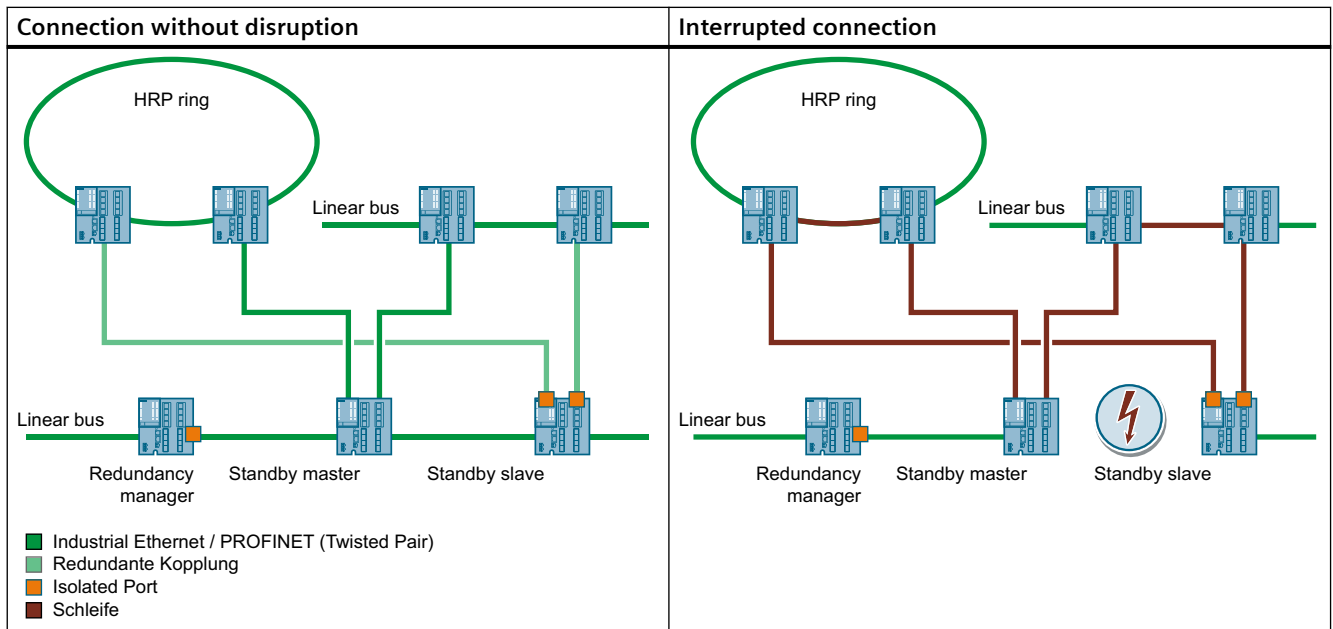 Connection without disruption
Interrupted connection
HRP ring
Linear bus
Linear bus
Redundancy
manager
Standby master
Standby slave
Industrial Ethernet / PROFINET (Twisted Pair)
Redundante Kopplung
Isolated Port
Schleife
HRP ring
Linear bus
Linear bus
Redundancy
manager
Standby master
Standby slave